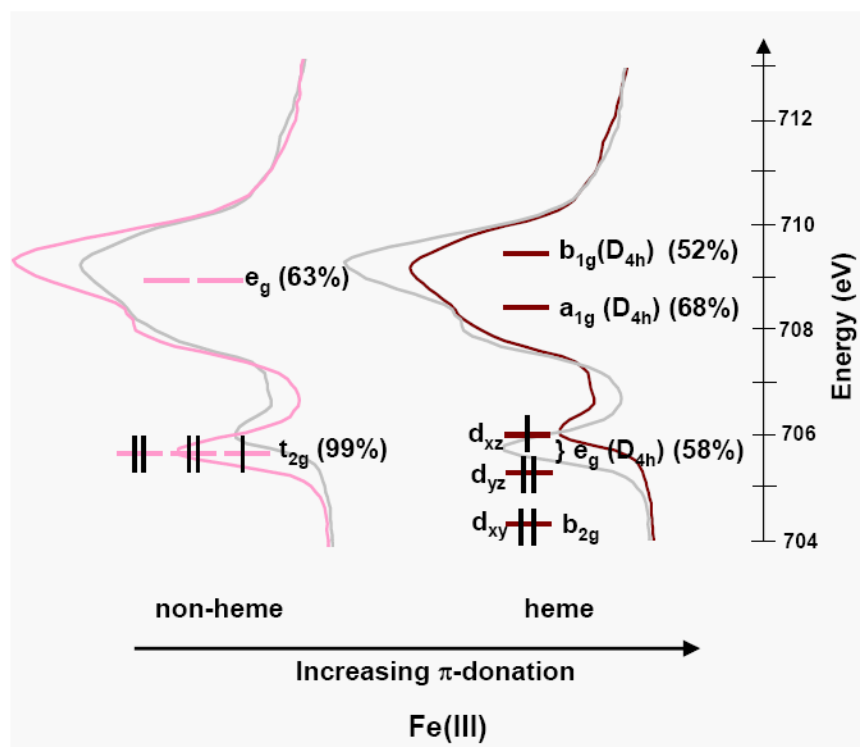 712
710
b1g(D4h) (52%)
eg (63%)
a1g (D4h) (68%)
708
Energy (eV)
dxz
706
t2g (99%)
} eg (D4h) (58%)
dyz
dxy
b2g
704
non-heme
heme
Increasing π-donation
Fe(III)